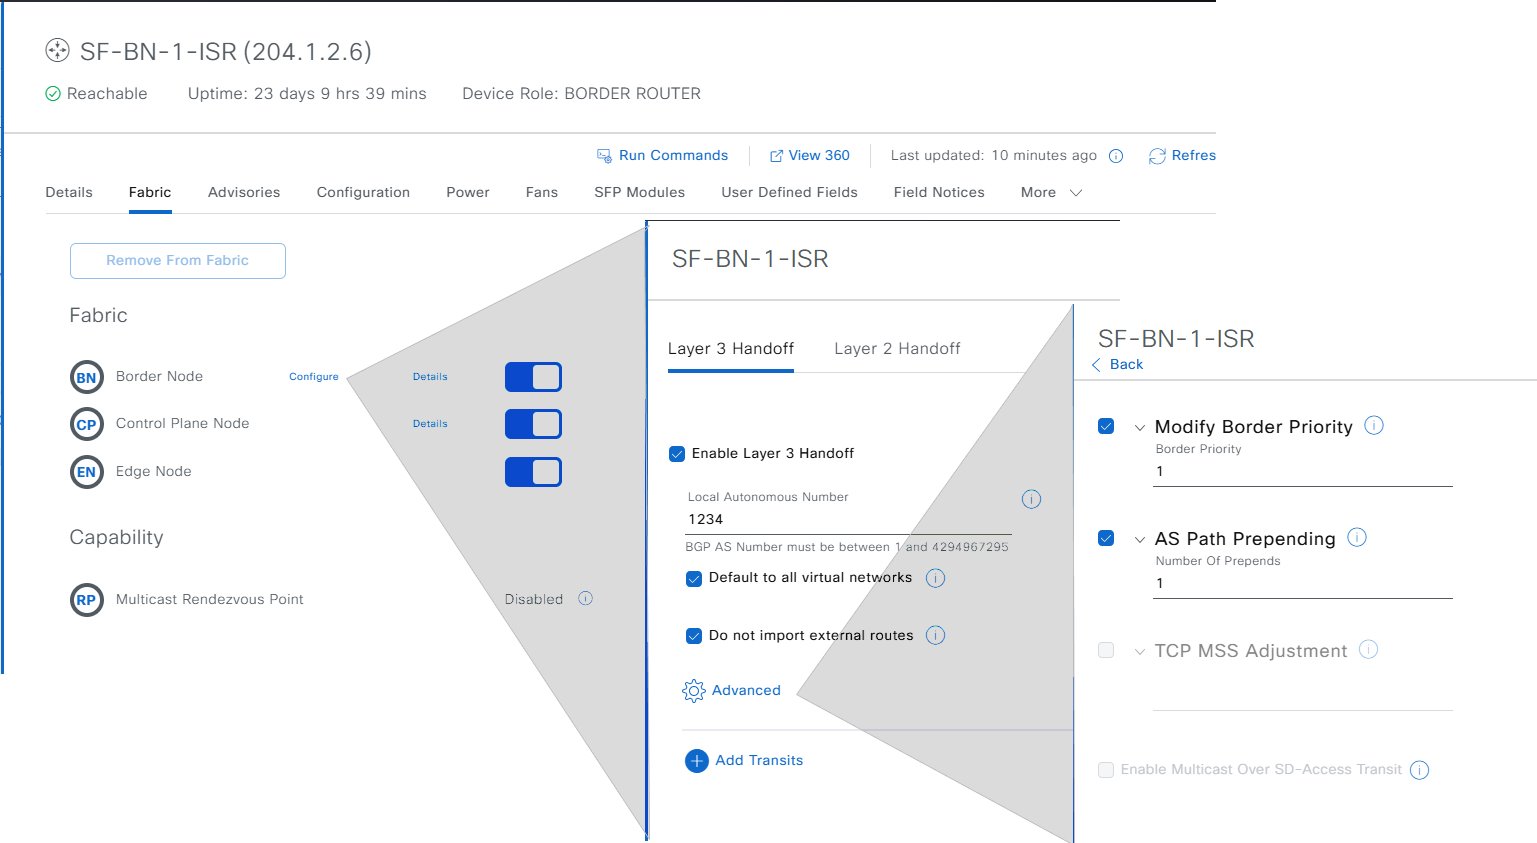 SF-BN-1-ISR (204.1.2.6)
Reachable Uptime: 23 days 9 hrs 39 mins Device Role: BORDER ROUTER
Run Commands View 360 Last updated: 10 minutes ago Refres
Details Fabric Advisories Configuration Power Fans SFP Modules User Defined Fields Field Notices More
Remove From Fabric
Fabric
BN Border Node Configure Details
CP Control Plane Node Details
EN Edge Node
Capability
RP Multicast Rendezvous Point Disabled
SF-BN-1-ISR
Layer 3 Handoff Layer 2 Handoff
Enable Layer 3 Handoff
Local Autonomous Number
1234
BGP AS Number must be between 1 and 4294967295
Default to all virtual networks
Do not import external routes
Advanced
Add Transits
SF-BN-1-ISR
Back
Modify Border Priority
Border Priority
1
AS Path Prepending
Number Of Prepends
1
TCP MSS Adjustment
Enable Multicast Over SD-Access Transit